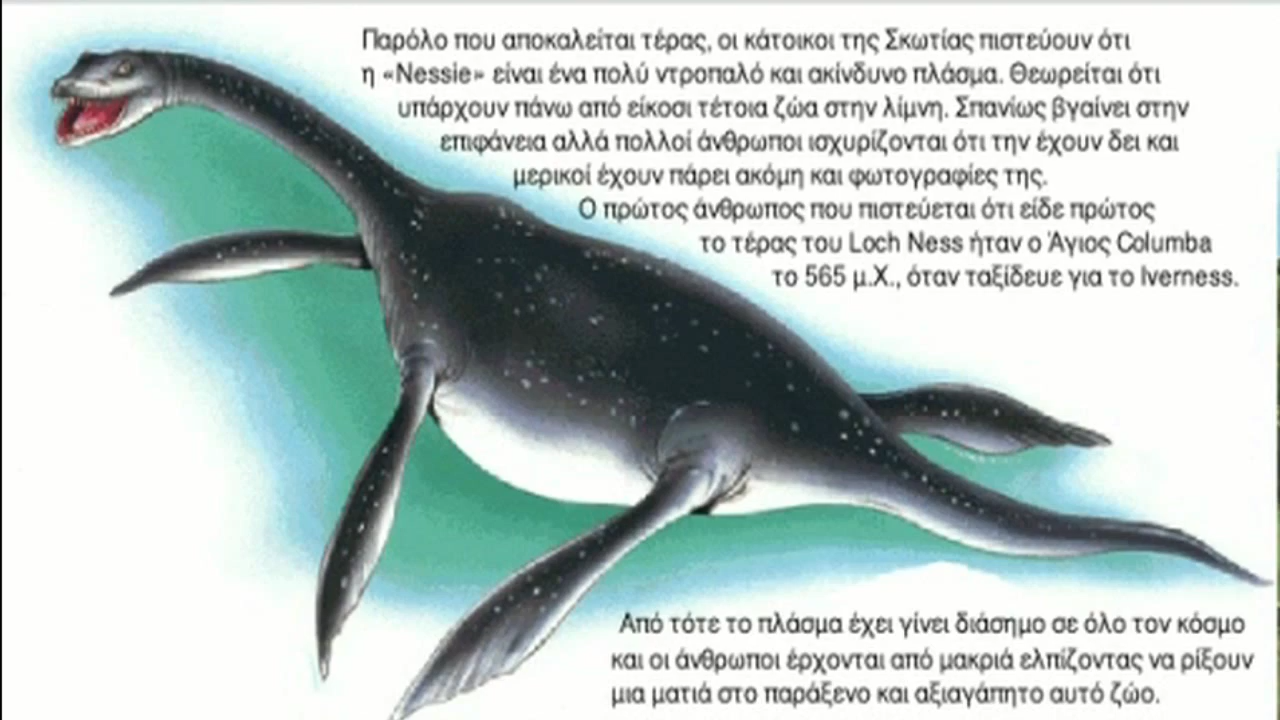 Παρόλο που αποκαλείται τέρας, οι κάτοικοι της Σκωτίας πιστεύουν ότι
η «Nessie» είναι ένα πολύ ντροπαλό και ακίνδυνο πλάσμα. Θεωρείται ότι
υπάρχουν πάνω από είκοσι τέτοια ζώα στην λίμνη. Σπανίως βγαίνει στην
επιφάνεια αλλά πολλοί άνθρωποι ισχυρίζονται ότι την έχουν δει και
μερικοί έχουν πάρει ακόμη και φωτογραφίες της.
Ο πρώτος άνθρωπος που πιστεύεται ότι είδε πρώτος
το τέρας του Loch Ness ήταν ο Άγιος Columba
το 565 μ.Χ., όταν ταξίδευε για το Iverness.
Από τότε το πλάσμα έχει γίνει διάσημο σε όλο τον κόσμο
και οι άνθρωποι έρχονται από μακριά ελπίζοντας να ρίξουν
μια ματιά στο παράξενο και αξιαγάπητο αυτό ζώο.